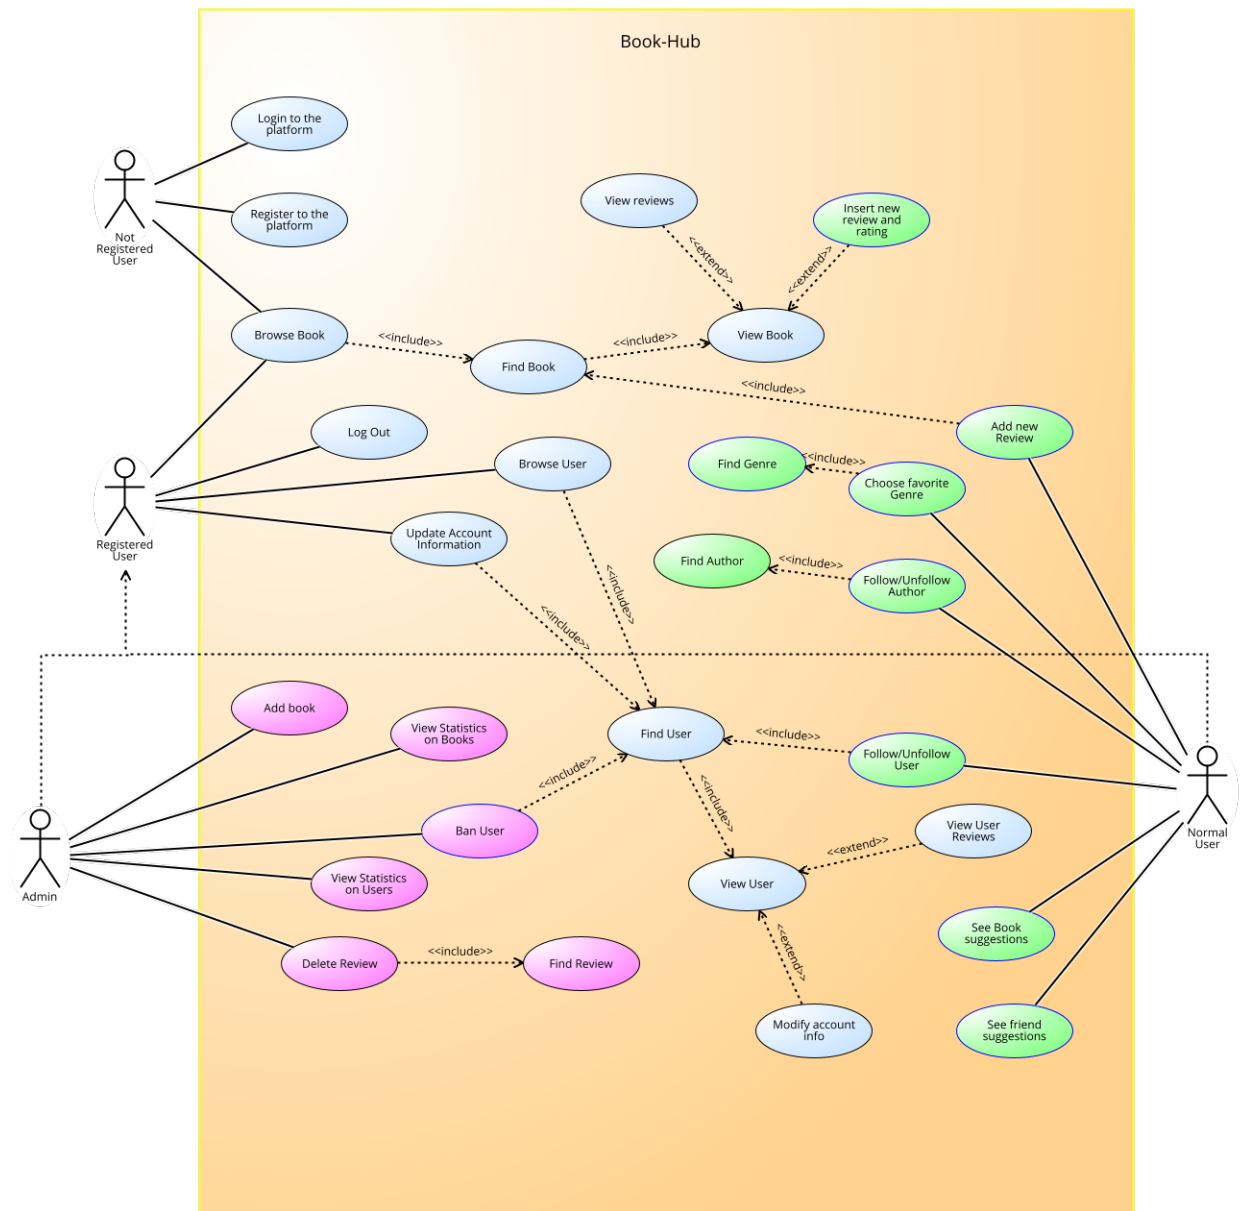 Book-Hub
Login to the
platform
Register to the
platform
Not
Registered
User
View reviews
Insert new
review and
rating
<<extend>>
<<extend>>
Browse Book
<<include>>
Find Book
<<include>>
View Book
<<include>>
Add new
Review
Log Out
Browse User
Find Genre
<<include>>
Choose favorite
Genre
Registered
User
Update Account
Information
Find Author
<<include>>
Follow/Unfollow
Author
<<include>>
<<include>>
Add book
View Statistics
on Books
Find User
<<include>>
Follow/Unfollow
User
<<include>>
Ban User
<<include>>
View User
Reviews
<<extend>>
Normal
User
Admin
View Statistics
on Users
View User
See Book
suggestions
Delete Review
<<include>>
Find Review
<<extend>>
Modify account
info
See friend
suggestions